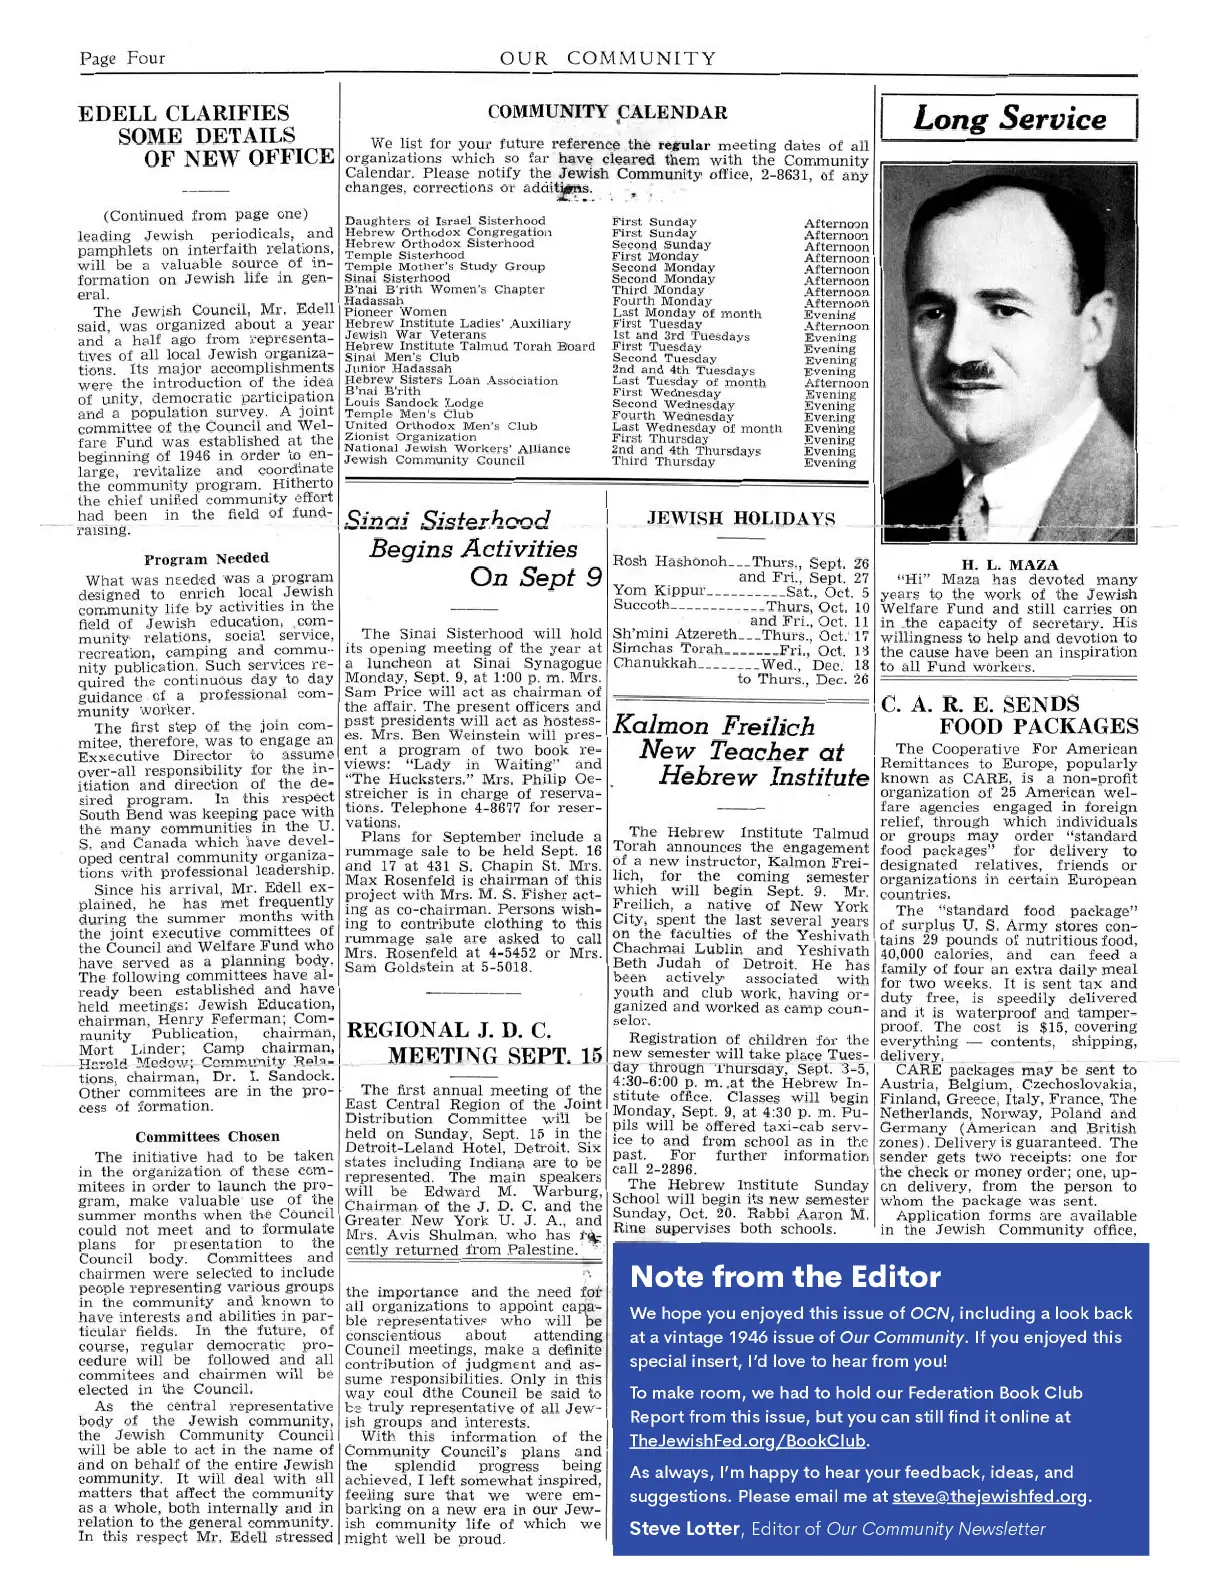 Page Four
OUR COMMUNITY
EDELL CLARIFIES
SOME DETAILS
OF NEW OFFICE
(Continued from page one)
leading Jewish periodicals, and
pamphlets on interfaith relations,
will be a valuable source of in-
formation on Jewish life in gen-
eral.
The Jewish Council, Mr. Edell
said, was organized about a year
and a half ago from representa-
tives of all local Jewish organiza-
tions. Its major accomplishments
were the introduction of the idea
of unity, democratic participation
and a population survey. A joint
committee of the Council and Wel-
fare Fund was established at the
beginning of 1946 in order to en-
large, revitalize and coordinate
the community program. Hitherto
the chief unified community effort
had been in the field of fund-
raising.
Program Needed
What was needed was a program
designed to enrich local Jewish
community life by activities in the
field of Jewish education, com-
munity relations, social service,
recreation, camping and commu-
nity publication. Such services re-
quired the continuous day to day
guidance of a professional com-
munity worker.
The first step of the join com-
mitee, therefore, was to engage an
Exxecutive Director to assume
over-all responsibility for the in-
itiation and direction of the de-
sired program. In this respect
South Bend was keeping pace with
the many communities in the U.
S. and Canada which have devel-
oped central community organiza-
tions with professional leadership.
Since his arrival, Mr. Edell ex-
plained, he has met frequently
during the summer months with
the joint executive committees of
the Council and Welfare Fund who
have served as a planning body.
The following committees have al-
ready been established and have
held meetings: Jewish Education,
chairman, Henry Feferman; Com-
munity Publication, chairman,
Mort Linder; Camp chairman,
Harold Medow; Community Rela-
tions, chairman, Dr. I. Sandock.
Other commitees are in the pro-
cess of formation.
Committees Chosen
The initiative had to be taken
in the organization of these com-
mitees in order to launch the pro-
gram, make valuable use of the
summer months when the Council
could not meet and to formulate
plans for presentation to the
Council body. Committees and
chairmen were selected to include
people representing various groups
in the community and known to
have interests and abilities in par-
ticular fields. In the future, of
course, regular democratic pro-
cedure will be followed and all
commitees and chairmen will be
elected in the Council.
As the central representative
body of the Jewish community,
the Jewish Community Council
will be able to act in the name of
and on behalf of the entire Jewish
community. It will deal with all
matters that affect the community
as a whole, both internally and in
relation to the general community.
In this respect Mr. Edell stressed
COMMUNITY CALENDAR
We list for your future reference the regular meeting dates of all
organizations which so far have cleared them with the Community
Calendar. Please notify the Jewish Community office, 2-8631, of any
changes, corrections or additions.
Daughters of Israel Sisterhood First Sunday Afternoon
Hebrew Orthodox Congregation First Sunday Afternoon
Hebrew Orthodox Sisterhood Second Sunday Afternoon
Temple Sisterhood First Monday Afternoon
Temple Mother's Study Group Second Monday Afternoon
Sinai Sisterhood Second Monday Afternoon
B'nai B'rith Women's Chapter Third Monday Afternoon
Hadassah Fourth Monday Afternoon
Pioneer Women Last Monday of month Evening
Hebrew Institute Ladies' Auxiliary First Tuesday Afternoon
Jewish War Veterans 1st and 3rd Tuesdays Evening
Hebrew Institute Talmud Torah Board First Tuesday Evening
Sinai Men's Club Second Tuesday Evening
Junior Hadassah 2nd and 4th Tuesdays Evening
Hebrew Sisters Loan Association Last Tuesday of month Afternoon
B'nai B'rith First Wednesday Evening
Louis Sandock Lodge Second Wednesday Evening
Temple Men's Club Fourth Wednesday Evening
United Orthodox Men's Club Last Wednesday of month Evening
Zionist Organization First Thursday Evening
National Jewish Workers' Alliance 2nd and 4th Thursdays Evening
Jewish Community Council Third Thursday Evening
Sinai Sisterhood
Begins Activities
On Sept 9
The Sinai Sisterhood will hold
its opening meeting of the year at
a luncheon at Sinai Synagogue
Monday, Sept. 9, at 1:00 p. m. Mrs.
Sam Price will act as chairman of
the affair. The present officers and
past presidents will act as hostess-
es. Mrs. Ben Weinstein will pres-
ent a program of two book re-
views: "Lady in Waiting" and
"The Hucksters." Mrs. Philip Oe-
streicher is in charge of reserva-
tions. Telephone 4-8677 for reser-
vations.
Plans for September include a
rummage sale to be held Sept. 16
and 17 at 431 S. Chapin St. Mrs.
Max Rosenfeld is chairman of this
project with Mrs. M. S. Fisher act-
ing as co-chairman. Persons wish-
ing to contribute clothing to this
rummage sale are asked to call
Mrs. Rosenfeld at 4-5452 or Mrs.
Sam Goldstein at 5-5018.
REGIONAL J. D. C.
MEETING SEPT. 15
The first annual meeting of the
East Central Region of the Joint
Distribution Committee will be
held on Sunday, Sept. 15 in the
Detroit-Leland Hotel, Detroit. Six
states including Indiana are to be
represented. The main speakers
will be Edward M. Warburg,
Chairman of the J. D. C. and the
Greater New York U. J. A., and
Mrs. Avis Shulman, who has re-
cently returned from Palestine.
the importance and the need for
all organizations to appoint capa-
ble representatives who will be
conscientious about attending
Council meetings, make a definite
contribution of judgment and as-
sume responsibilities. Only in this
way coul dthe Council be said to
be truly representative of all Jew-
ish groups and interests.
With this information of the
Community Council's plans and
the splendid progress being
achieved, I left somewhat inspired,
feeling sure that we were em-
barking on a new era in our Jew-
ish community life of which we
might well be proud.
JEWISH HOLIDAYS
Rosh Hashonoh___Thurs., Sept. 26
and Fri., Sept. 27
Yom Kippur__________Sat., Oct. 5
Succoth____________Thurs, Oct. 10
and Fri., Oct. 11
Sh'mini Atzereth___Thurs., Oct. 17
Simchas Torah_______Fri., Oct. 18
Chanukkah________Wed., Dec. 18
to Thurs., Dec. 26
Kalmon Freilich
New Teacher at
Hebrew Institute
The Hebrew Institute Talmud
Torah announces the engagement
of a new instructor, Kalmon Frei-
lich, for the coming semester
which will begin Sept. 9. Mr.
Freilich, a native of New York
City, spent the last several years
on the faculties of the Yeshivath
Chachmai Lublin and Yeshivath
Beth Judah of Detroit. He has
been actively associated with
youth and club work, having or-
ganized and worked as camp coun-
selor.
Registration of children for the
new semester will take place Tues-
day through Thursday, Sept. 3-5,
4:30-6:00 p. m. at the Hebrew In-
stitute office. Classes will begin
Monday, Sept. 9, at 4:30 p. m. Pu-
pils will be offered taxi-cab serv-
ice to and from school as in the
past. For further information
call 2-2896.
The Hebrew Institute Sunday
School will begin its new semester
Sunday, Oct. 20. Rabbi Aaron M.
Rine supervises both schools.
Long Service
H. L. MAZA
"Hi" Maza has devoted many
years to the work of the Jewish
Welfare Fund and still carries on
in the capacity of secretary. His
willingness to help and devotion to
the cause have been an inspiration
to all Fund workers.
C. A. R. E. SENDS
FOOD PACKAGES
The Cooperative For American
Remittances to Europe, popularly
known as CARE, is a non-profit
organization of 25 American wel-
fare agencies engaged in foreign
relief, through which individuals
or groups may order "standard
food packages" for delivery to
designated relatives, friends or
organizations in certain European
countries.
The "standard food package"
of surplus U. S. Army stores con-
tains 29 pounds of nutritious food,
40,000 calories, and can feed a
family of four an extra daily meal
for two weeks. It is sent tax and
duty free, is speedily delivered
and it is waterproof and tamper-
proof. The cost is $15, covering
everything — contents, shipping,
delivery.
CARE packages may be sent to
Austria, Belgium, Czechoslovakia,
Finland, Greece, Italy, France, The
Netherlands, Norway, Poland and
Germany (American and British
zones). Delivery is guaranteed. The
sender gets two receipts: one for
the check or money order; one, up-
on delivery, from the person to
whom the package was sent.
Application forms are available
in the Jewish Community office,
Note from the Editor
We hope you enjoyed this issue of OCN, including a look back
at a vintage 1946 issue of Our Community. If you enjoyed this
special insert, I'd love to hear from you!
To make room, we had to hold our Federation Book Club
Report from this issue, but you can still find it online at
TheJewishFed.org/BookClub.
As always, I'm happy to hear your feedback, ideas, and
suggestions. Please email me at steve@thejewishfed.org.
Steve Lotter, Editor of Our Community Newsletter